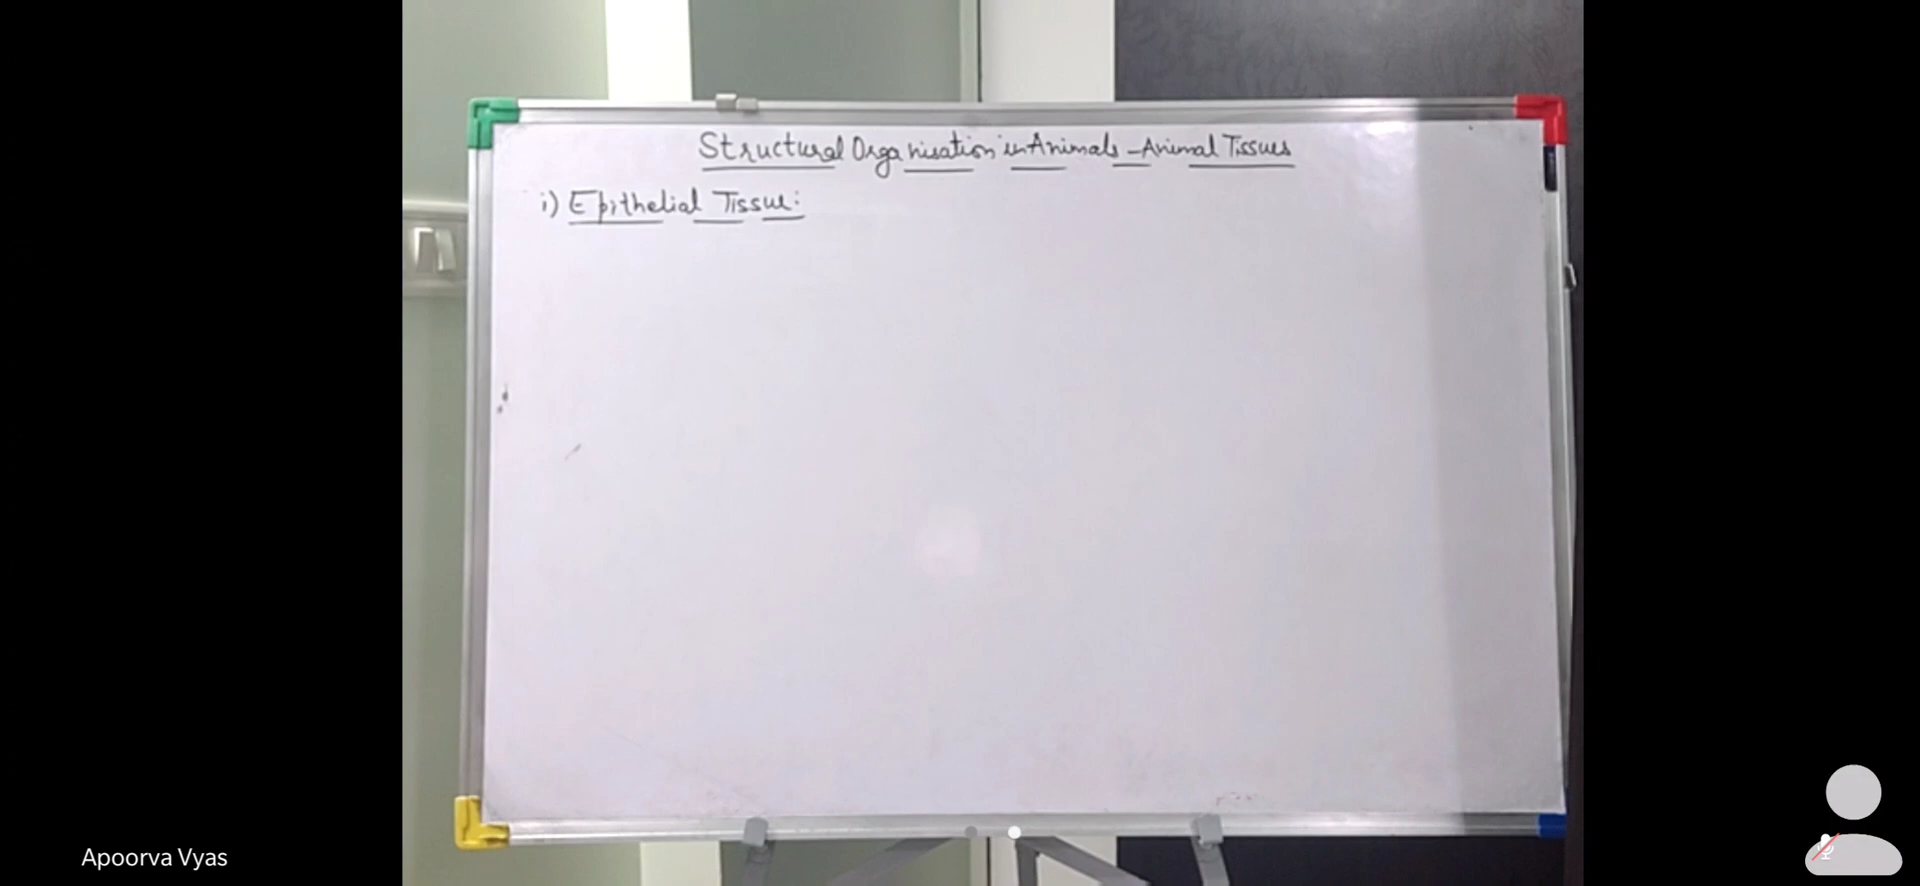 Structural Organisation in Animals - Animal Tissues
i) Epithelial Tissue:
Apoorva Vyas